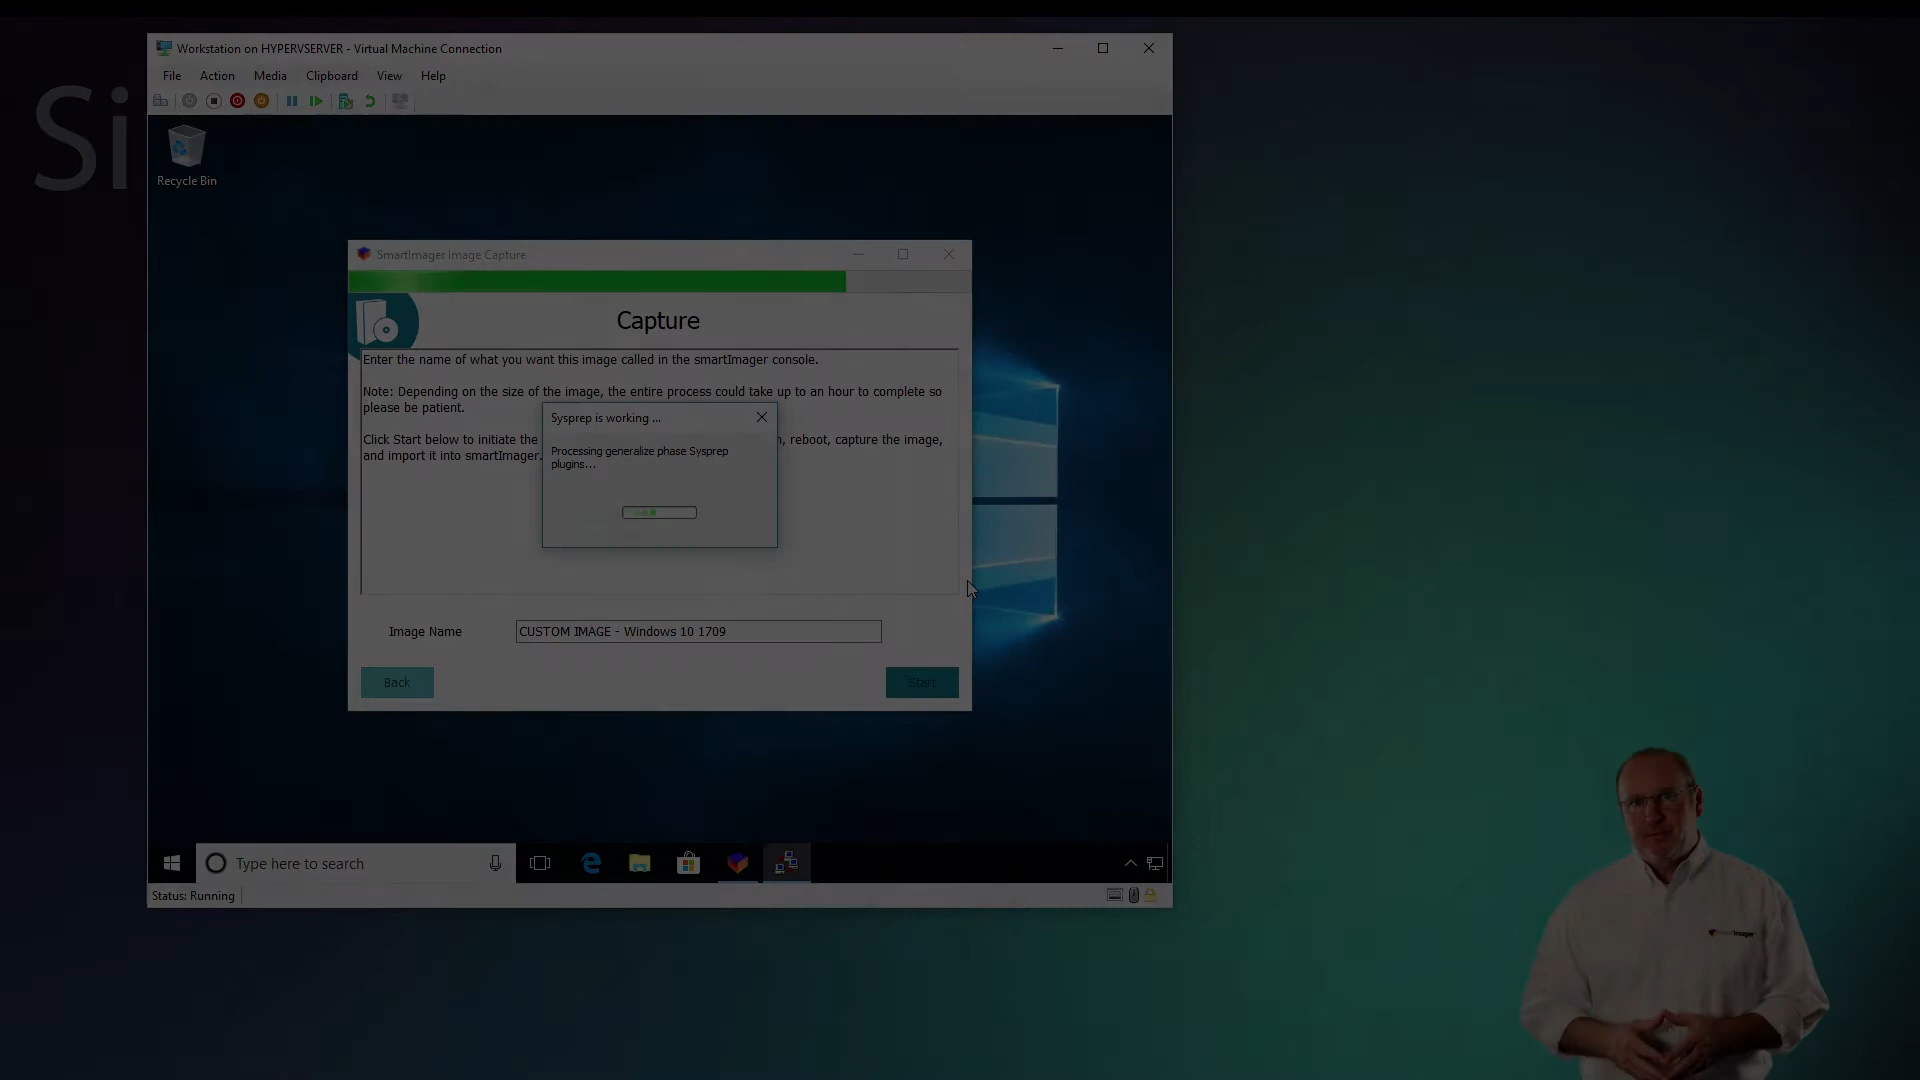 Si
Workstation on HYPERVSERVER - Virtual Machine Connection
File Action Media Clipboard View Help
Recycle Bin
SmartImager Image Capture
Capture
Enter the name of what you want this image called in the smartImager console.
Note: Depending on the size of the image, the entire process could take up to an hour to complete so
please be patient.
Click Start below to initiate the
n, reboot, capture the image,
and import it into smartImager.
Sysprep is working ...
Processing generalize phase Sysprep
plugins...
Image Name
CUSTOM IMAGE - Windows 10 1709
Back
Start
Type here to search
Status: Running